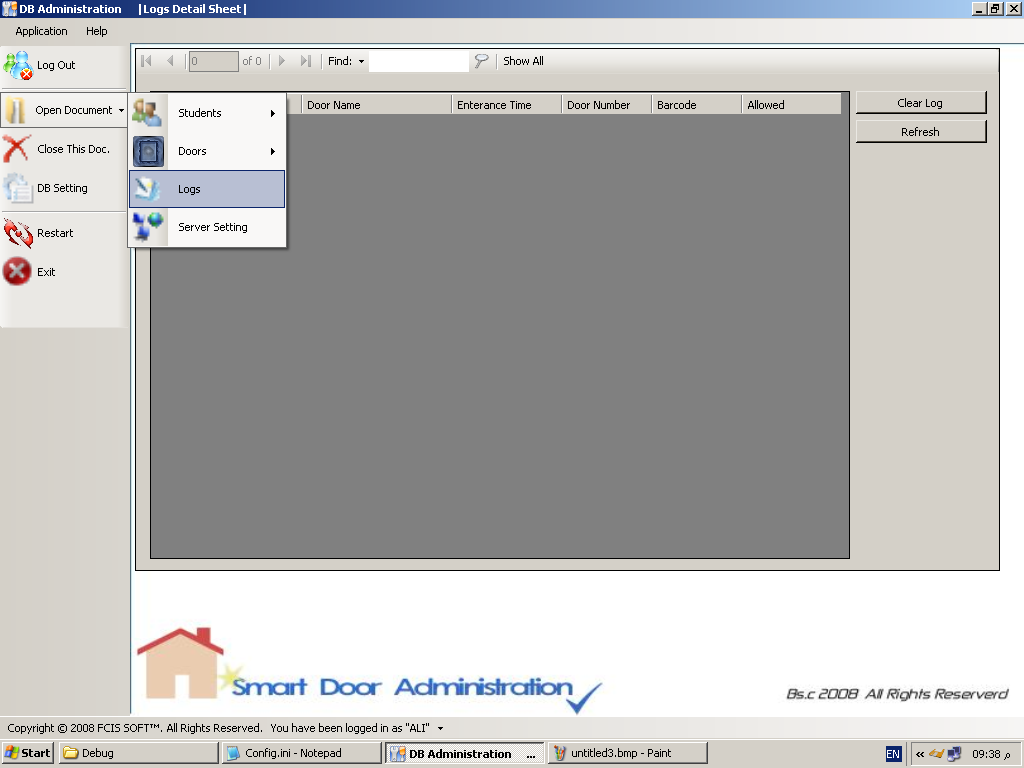 DB Administration |Logs Detail Sheet|
Application Help
Log Out
0 of 0 Find: Show All
Open Document
Students
Door Name Enterance Time Door Number Barcode Allowed
Clear Log
Close This Doc.
Doors
Refresh
DB Setting
Logs
Restart
Server Setting
Exit
Smart Door Administration
Bs.c 2008 All Rights Reserverd
Copyright © 2008 FCIS SOFT™. All Rights Reserved. You have been logged in as "ALI"
Start Debug Config.ini - Notepad DB Administration ... untitled3.bmp - Paint EN « 09:38 م